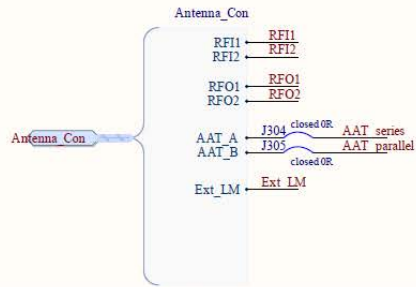 Antenna_Con
RFI1 RFI1
RFI2 RFI2
RFO1 RFO1
RFO2 RFO2
closed 0R
AAT_A J304 AAT_series
Antenna_Con
AAT_B J305 AAT_parallel
closed 0R
Ext_LM Ext_LM